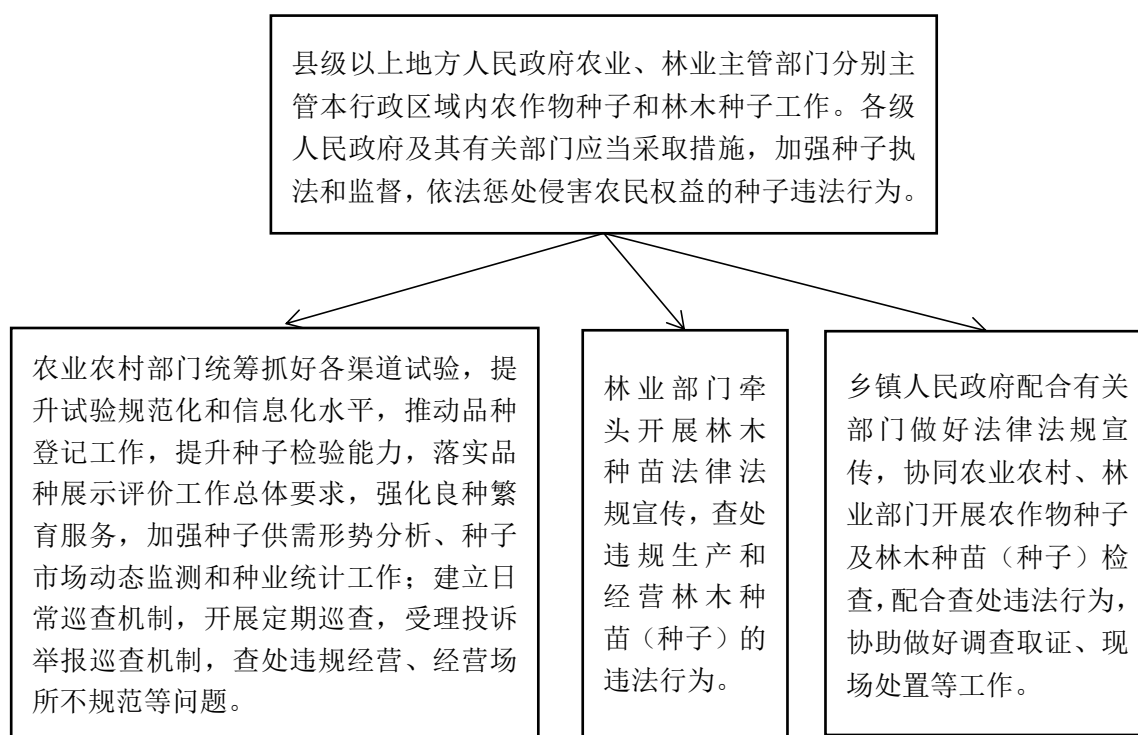 县级以上地方人民政府农业、林业主管部门分别主
管本行政区域内农作物种子和林木种子工作。各级
人民政府及其有关部门应当采取措施，加强种子执
法和监督，依法惩处侵害农民权益的种子违法行为。
农业农村部门统筹抓好各渠道试验，提
升试验规范化和信息化水平，推动品种
登记工作，提升种子检验能力，落实品
种展示评价工作总体要求，强化良种繁
育服务，加强种子供需形势分析、种子
市场动态监测和种业统计工作；建立日
常巡查机制，开展定期巡查，受理投诉
举报巡查机制，查处违规经营、经营场
所不规范等问题。
林业部门牵
头开展林木
种苗法律法
规宣传，查处
违规生产和
经营林木种
苗（种子）的
违法行为。
乡镇人民政府配合有关
部门做好法律法规宣
传，协同农业农村、林
业部门开展农作物种子
及林木种苗（种子）检
查，配合查处违法行为，
协助做好调查取证、现
场处置等工作。